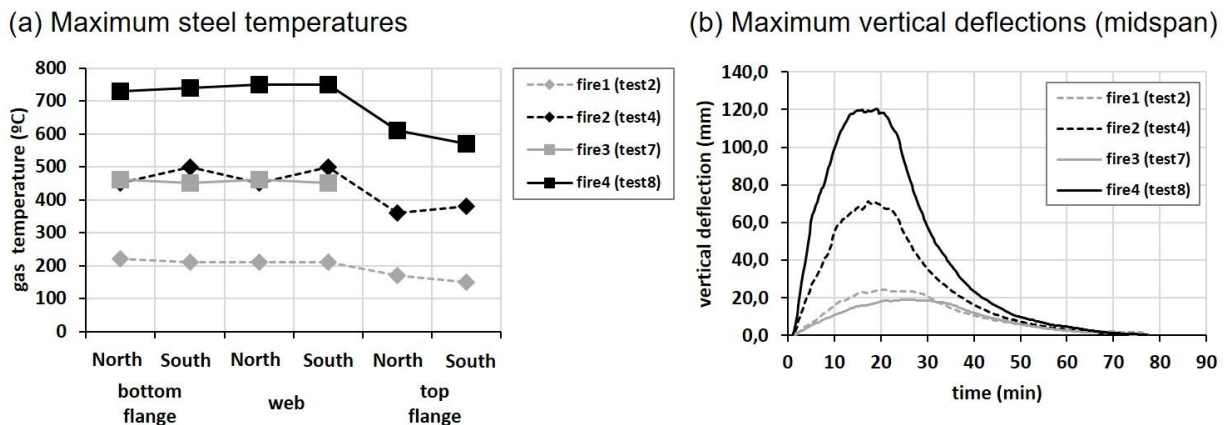 (a) Maximum steel temperatures
800
700
600
500
400
300
200
100
0
gas temperature (ºC)
North South North South North South
bottom flange
web
top flange
fire1 (test2)
fire2 (test4)
fire3 (test7)
fire4 (test8)
(b) Maximum vertical deflections (midspan)
140,0
120,0
100,0
80,0
60,0
40,0
20,0
0,0
vertical deflection (mm)
0 10 20 30 40 50 60 70 80 90
time (min)
fire1 (test2)
fire2 (test4)
fire3 (test7)
fire4 (test8)